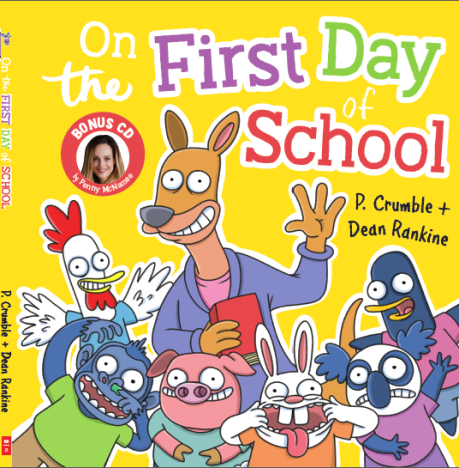 On
the First Day
of
School
BONUS CD
by Penny McNamee
P. Crumble +
Dean Rankine
On the FIRST DAY of SCHOOL
P. Crumble + Dean Rankine